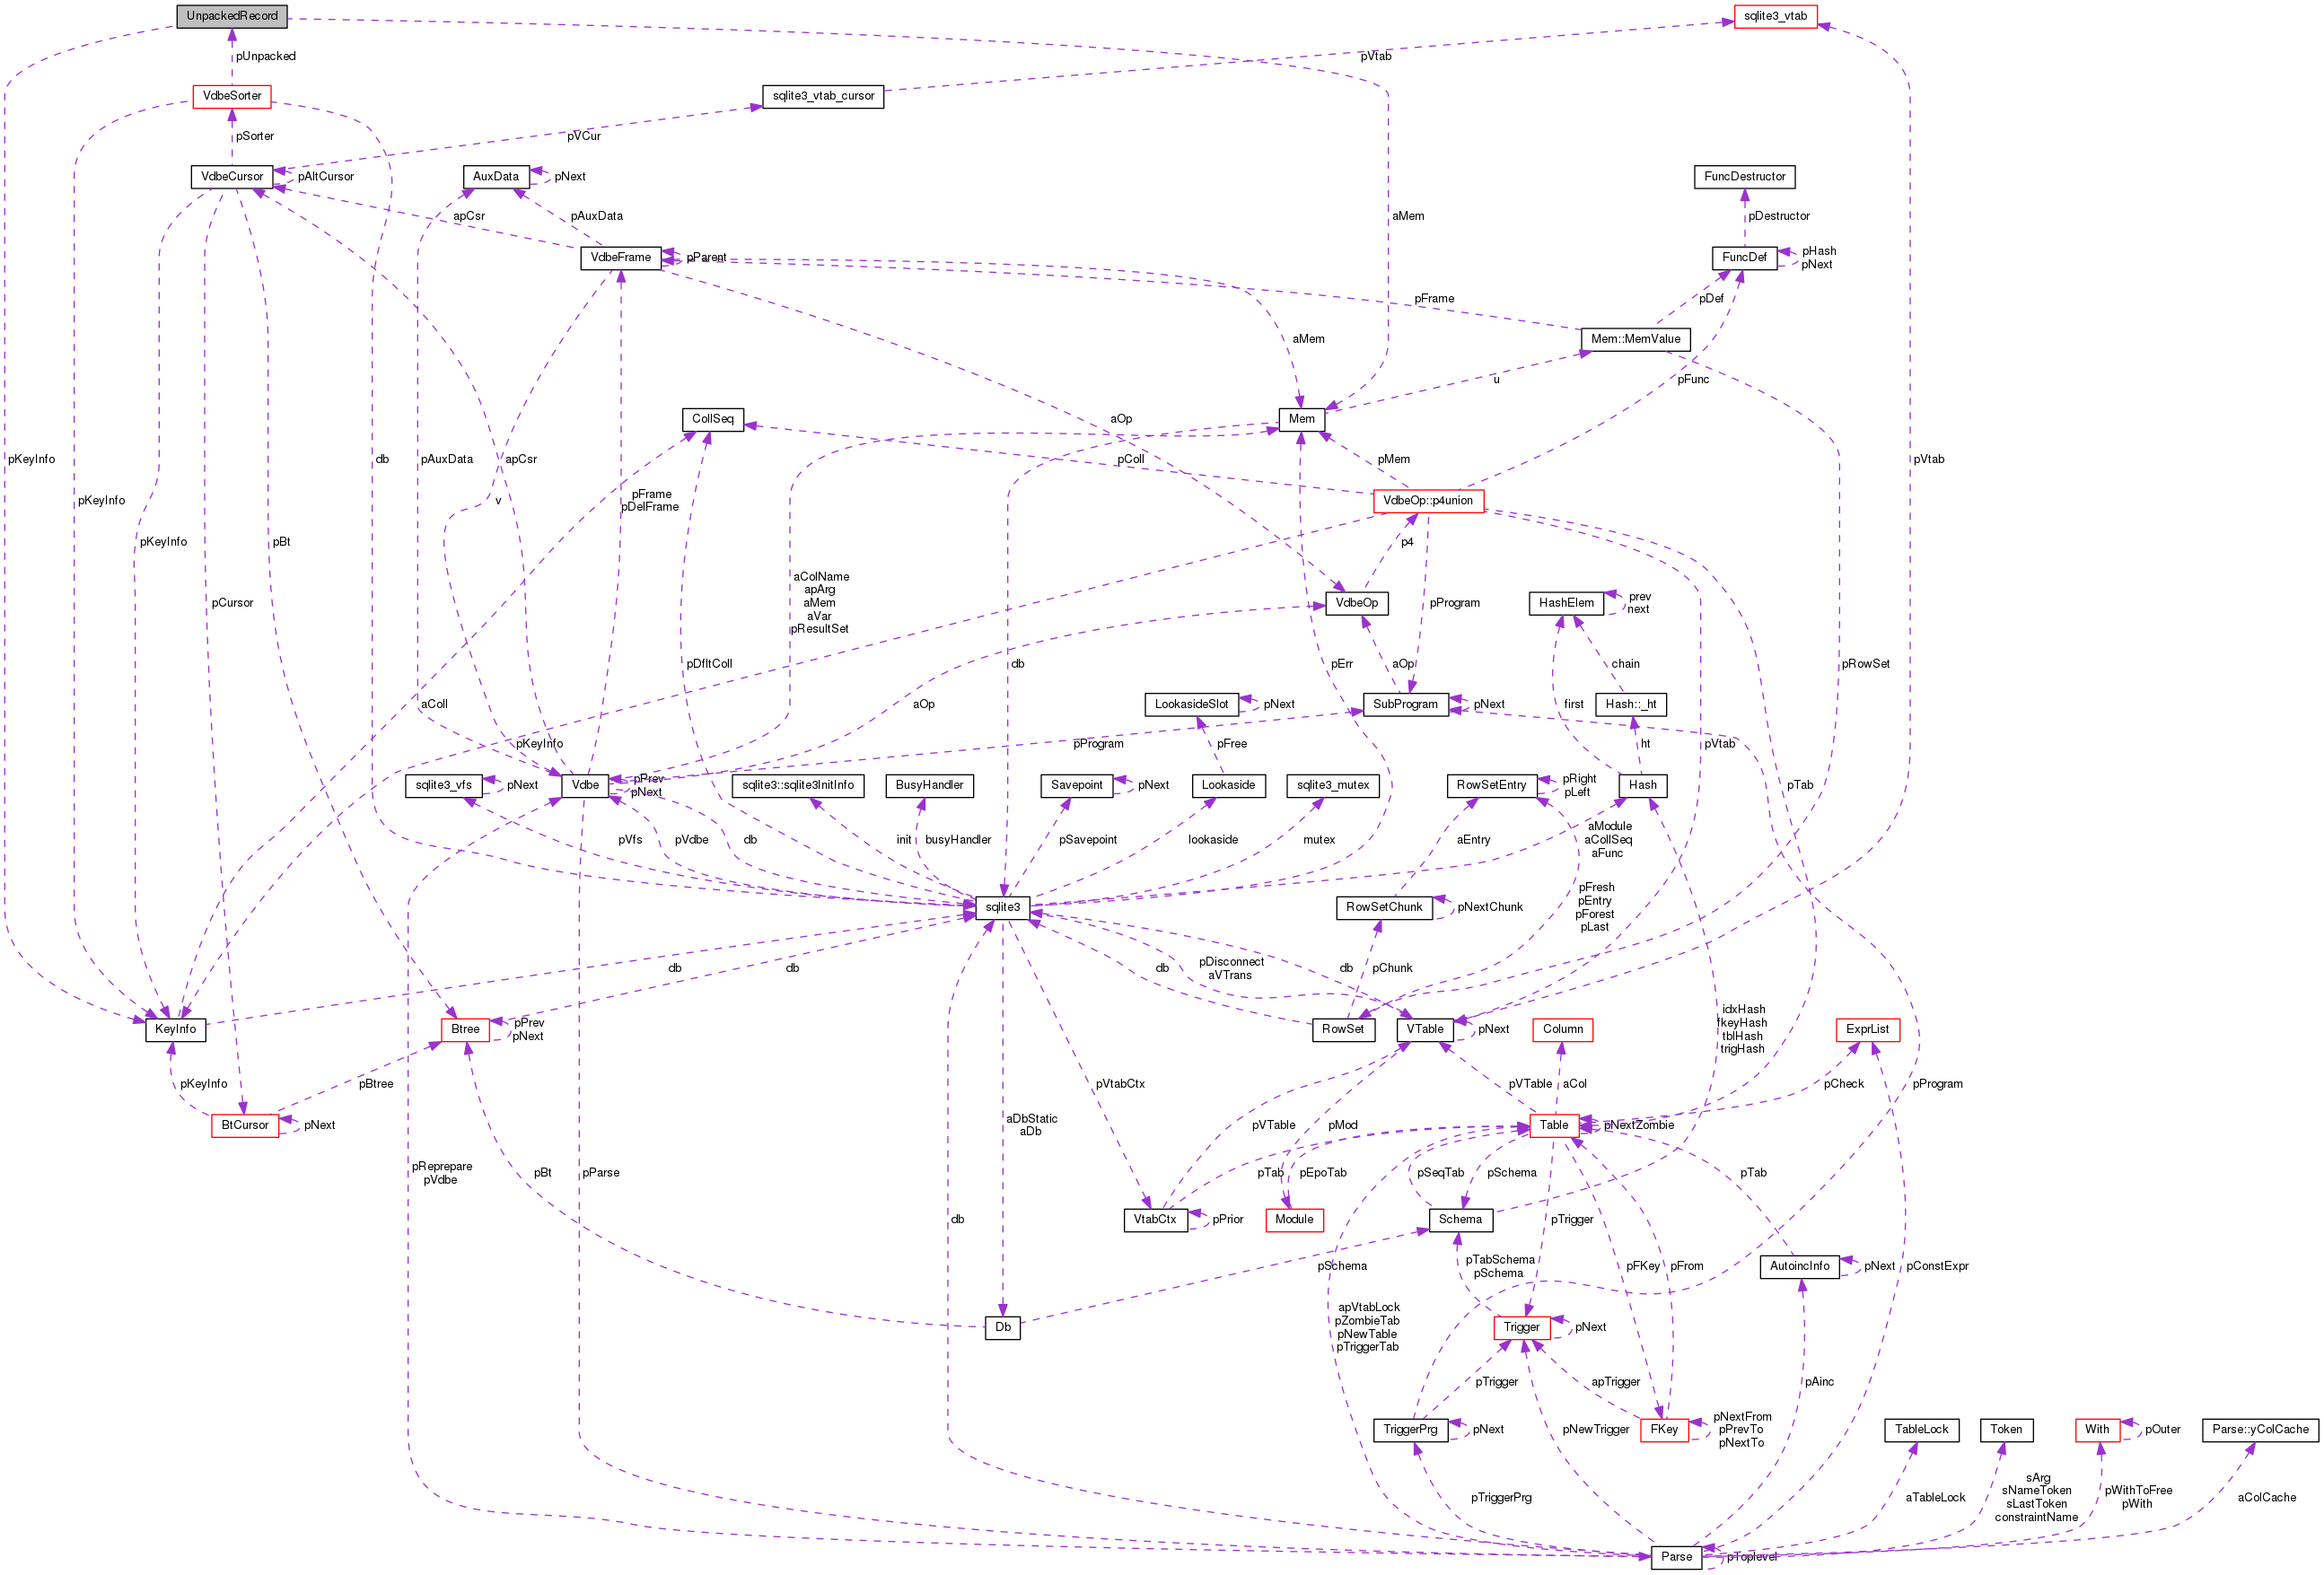 UnpackedRecord
sqlite3_vtab
pUnpacked
pVtab
VdbeSorter
sqlite3_vtab_cursor
pSorter
pVCur
VdbeCursor
pAltCursor
AuxData
pNext
FuncDestructor
apCsr
pAuxData
aMem
pDestructor
VdbeFrame
pParent
FuncDef
pHash
pNext
pFrame
pDef
aMem
Mem::MemValue
u
pFunc
CollSeq
Mem
aOp
pKeyInfo
db
pAuxData
apCsr
pColl
pMem
pVtab
pRowSet
pKeyInfo
v
pFrame
pDelFrame
VdbeOp::p4union
pKeyInfo
pBt
p4
pCursor
aColName
apArg
aMem
aVar
pResultSet
VdbeOp
pProgram
HashElem
prev
next
pDfltColl
db
pErr
aOp
chain
aColl
aOp
LookasideSlot
pNext
SubProgram
pNext
first
Hash::_ht
pKeyInfo
pProgram
pFree
pVtab
ht
pTab
sqlite3_vfs
pNext
Vdbe
pPrev
pNext
sqlite3::sqlite3InitInfo
BusyHandler
Savepoint
pNext
Lookaside
sqlite3_mutex
RowSetEntry
pRight
pLeft
Hash
pVfs
pVdbe
db
init
busyHandler
pSavepoint
lookaside
mutex
aEntry
aModule
aCollSeq
aFunc
sqlite3
RowSetChunk
pNextChunk
pFresh
pEntry
pForest
pLast
db
db
pDisconnect
aVTrans
db
db
pChunk
KeyInfo
Btree
pPrev
pNext
RowSet
VTable
pNext
Column
idxHash
fkeyHash
tblHash
trigHash
ExprList
pKeyInfo
pBtree
pVtabCtx
pVTable
aCol
pCheck
pProgram
BtCursor
pNext
aDbStatic
aDb
pVTable
pMod
Table
pNextZombie
pReprepare
pVdbe
pBt
pParse
pTab
pEpoTab
pSeqTab
pSchema
pTab
db
VtabCtx
pPrior
Module
Schema
pTrigger
pSchema
pTabSchema
pSchema
pFKey
pFrom
AutoincInfo
pNext
pConstExpr
Db
apVtabLock
pZombieTab
pNewTable
pTriggerTab
Trigger
pNext
pTrigger
apTrigger
pAinc
TriggerPrg
pNext
pNewTrigger
FKey
pNextFrom
pPrevTo
pNextTo
TableLock
Token
With
pOuter
Parse::yColCache
pTriggerPrg
aTableLock
sArg
sNameToken
sLastToken
constraintName
pWithToFree
pWith
aColCache
Parse
pToplevel